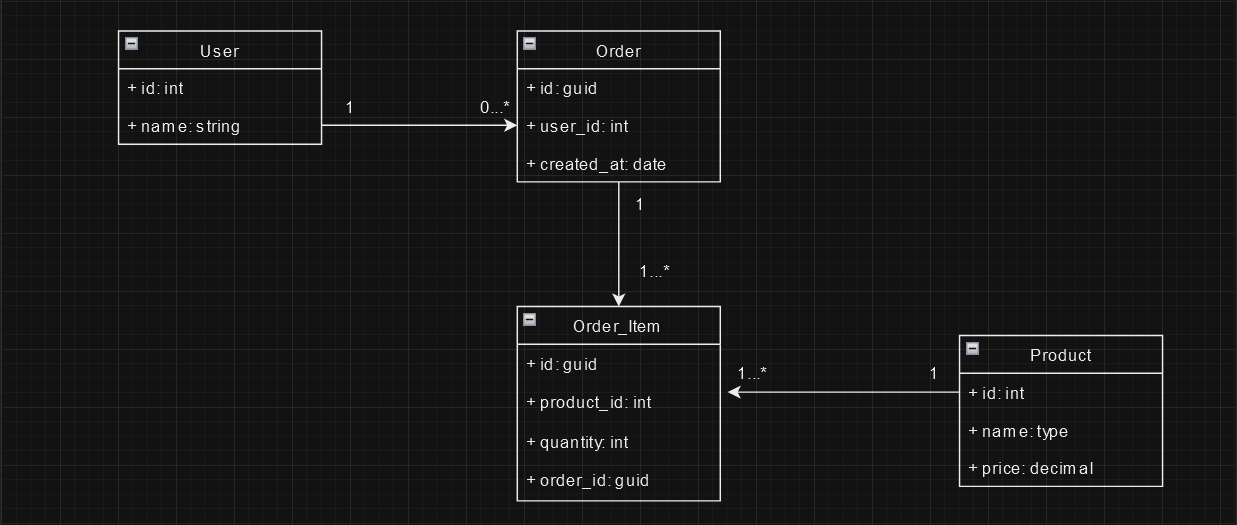 User
+ id: int
+ name: string
1
0...*
Order
+ id: guid
+ user_id: int
+ created_at: date
1
1...*
Order_Item
+ id: guid
+ product_id: int
+ quantity: int
+ order_id: guid
1...*
1
Product
+ id: int
+ name: type
+ price: decimal